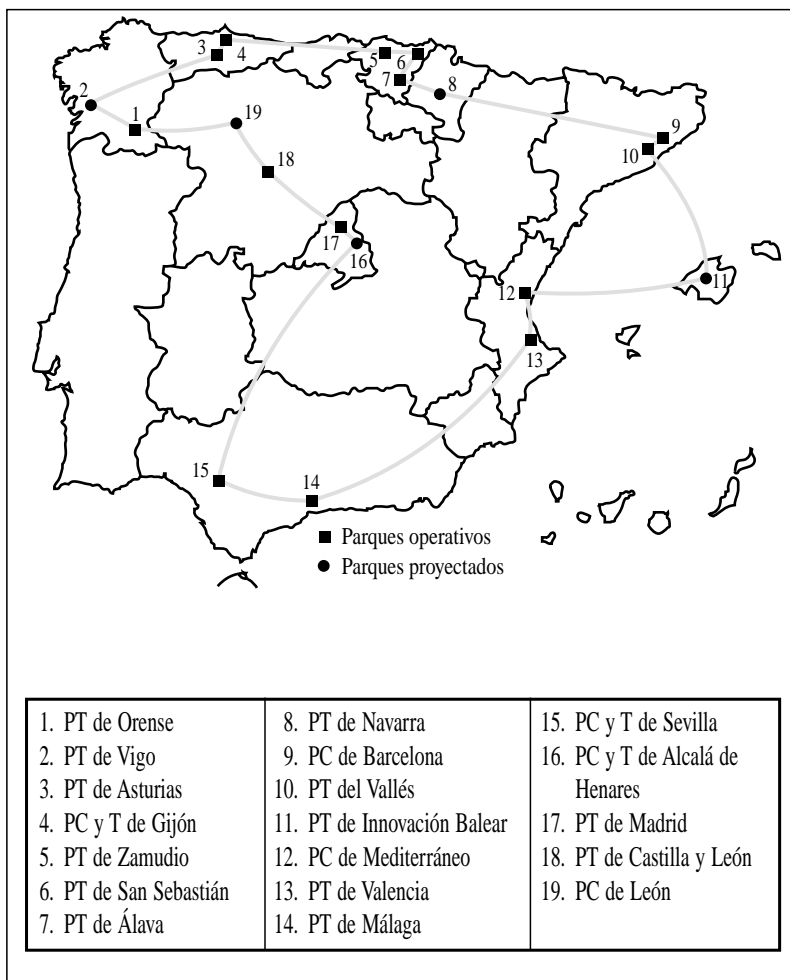 3
4
5
6
7
8
2
1
19
9
10
18
17
16
11
12
13
15
14
Parques operativos
Parques proyectados
1. PT de Orense
2. PT de Vigo
3. PT de Asturias
4. PC y T de Gijón
5. PT de Zamudio
6. PT de San Sebastián
7. PT de Álava
8. PT de Navarra
9. PC de Barcelona
10. PT del Vallés
11. PT de Innovación Balear
12. PC de Mediterráneo
13. PT de Valencia
14. PT de Málaga
15. PC y T de Sevilla
16. PC y T de Alcalá de
Henares
17. PT de Madrid
18. PT de Castilla y León
19. PC de León